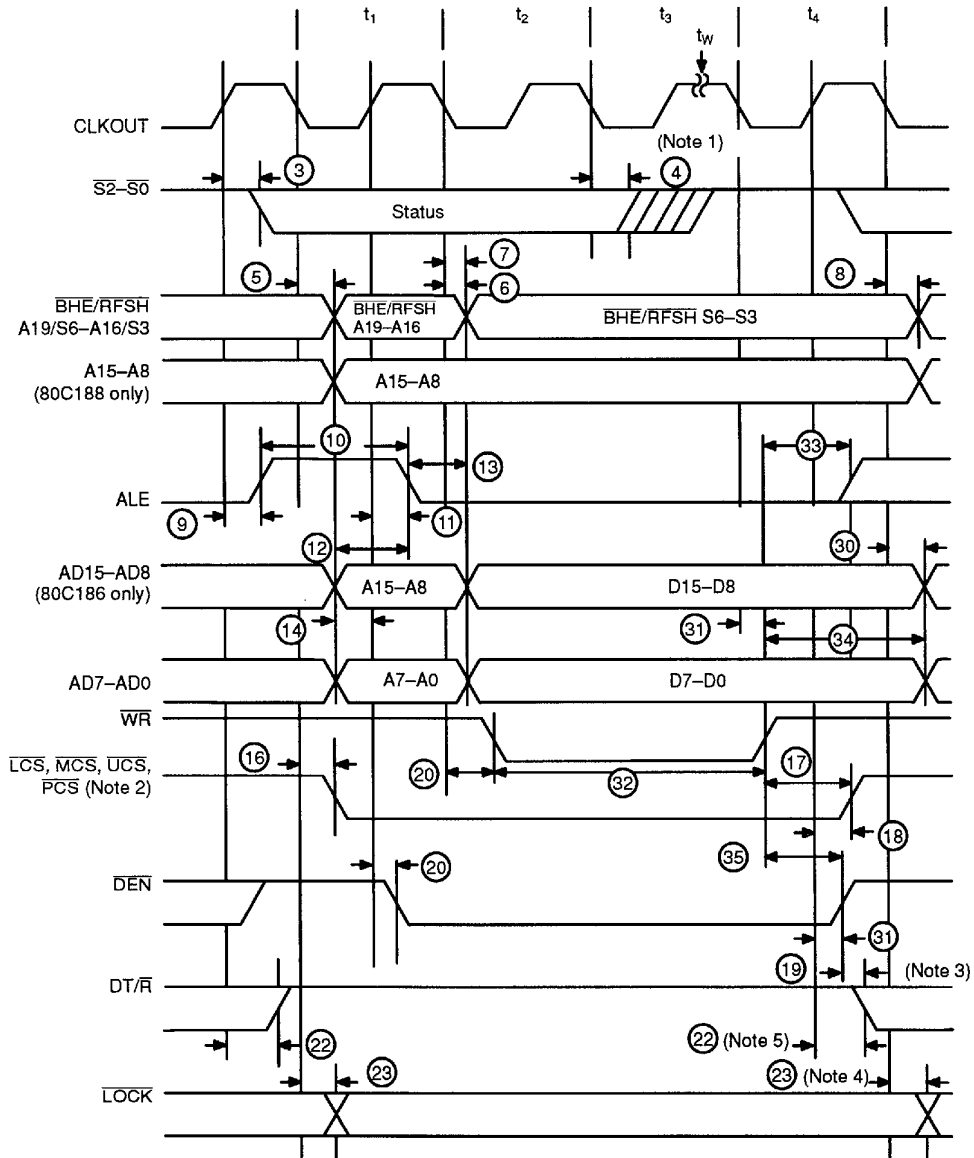 t1 t2 t3 t4
tW
CLKOUT
(Note 1)
3 4
S2–S0
Status
7
5 6 8
BHE/RFSH
A19/S6–A16/S3
BHE/RFSH
A19–A16
BHE/RFSH S6–S3
A15–A8
(80C188 only)
A15–A8
10 33
13
ALE
9 11
12 30
AD15–AD8
(80C186 only)
A15–A8
D15–D8
14 31 34
AD7–AD0
A7–A0
D7–D0
WR
LCS, MCS, UCS,
PCS (Note 2)
16 20 32 17
18
35
20
DEN
31
19 (Note 3)
DT/R
22 22 (Note 5)
23 23 (Note 4)
LOCK